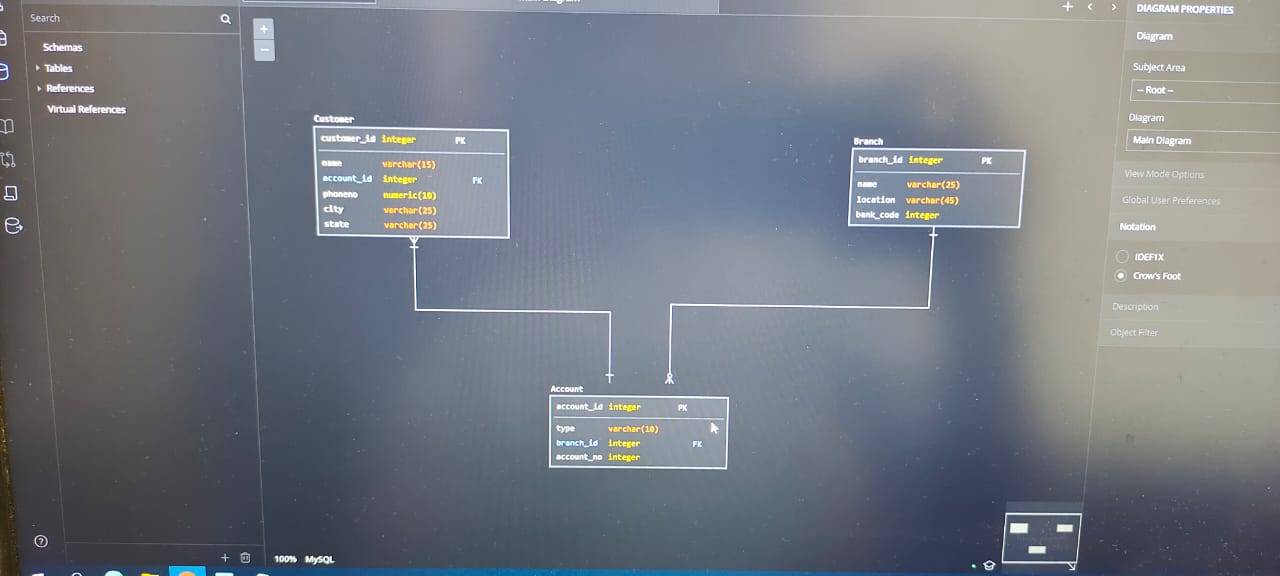 Search
Schemas
Tables
References
Virtual References
Customer
customer_id integer PK
name varchar(15)
account_id integer FK
phoneno numeric(10)
city varchar(25)
state varchar(25)
Branch
branch_id integer PK
name varchar(25)
location varchar(45)
bank_code integer
Account
account_id integer PK
type varchar(10)
branch_id integer FK
account_no integer
100% MySQL
DIAGRAM PROPERTIES
Diagram
Subject Area
-- Root --
Diagram
Main Diagram
View Mode Options
Global User Preferences
Notation
IDEF1X
Crow's Foot
Description
Object Filter